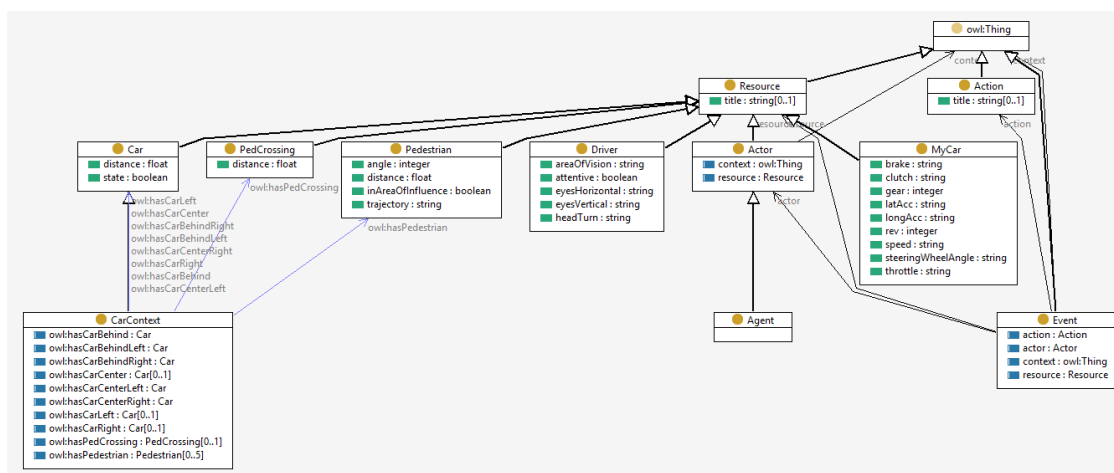 owl:Thing
context
context
Resource
title : string[0..1]
Action
title : string[0..1]
resource
resource
action
Car
distance : float
state : boolean
PedCrossing
distance : float
Pedestrian
angle : integer
distance : float
inAreaOfInfluence : boolean
trajectory : string
Driver
areaOfVision : string
attentive : boolean
eyesHorizontal : string
eyesVertical : string
headTurn : string
Actor
context : owl:Thing
resource : Resource
MyCar
brake : string
clutch : string
gear : integer
latAcc : string
longAcc : string
rev : integer
speed : string
steeringWheelAngle : string
throttle : string
owl:hasPedCrossing
actor
owl:hasCarLeft
owl:hasCarCenter
owl:hasCarBehindRight
owl:hasCarBehindLeft
owl:hasCarCenterRight
owl:hasCarRight
owl:hasCarBehind
owl:hasCarCenterLeft
owl:hasPedestrian
CarContext
owl:hasCarBehind : Car
owl:hasCarBehindLeft : Car
owl:hasCarBehindRight : Car
owl:hasCarCenter : Car[0..1]
owl:hasCarCenterLeft : Car
owl:hasCarCenterRight : Car
owl:hasCarLeft : Car[0..1]
owl:hasCarRight : Car[0..1]
owl:hasPedCrossing : PedCrossing[0..1]
owl:hasPedestrian : Pedestrian[0..5]
Agent
Event
action : Action
actor : Actor
context : owl:Thing
resource : Resource